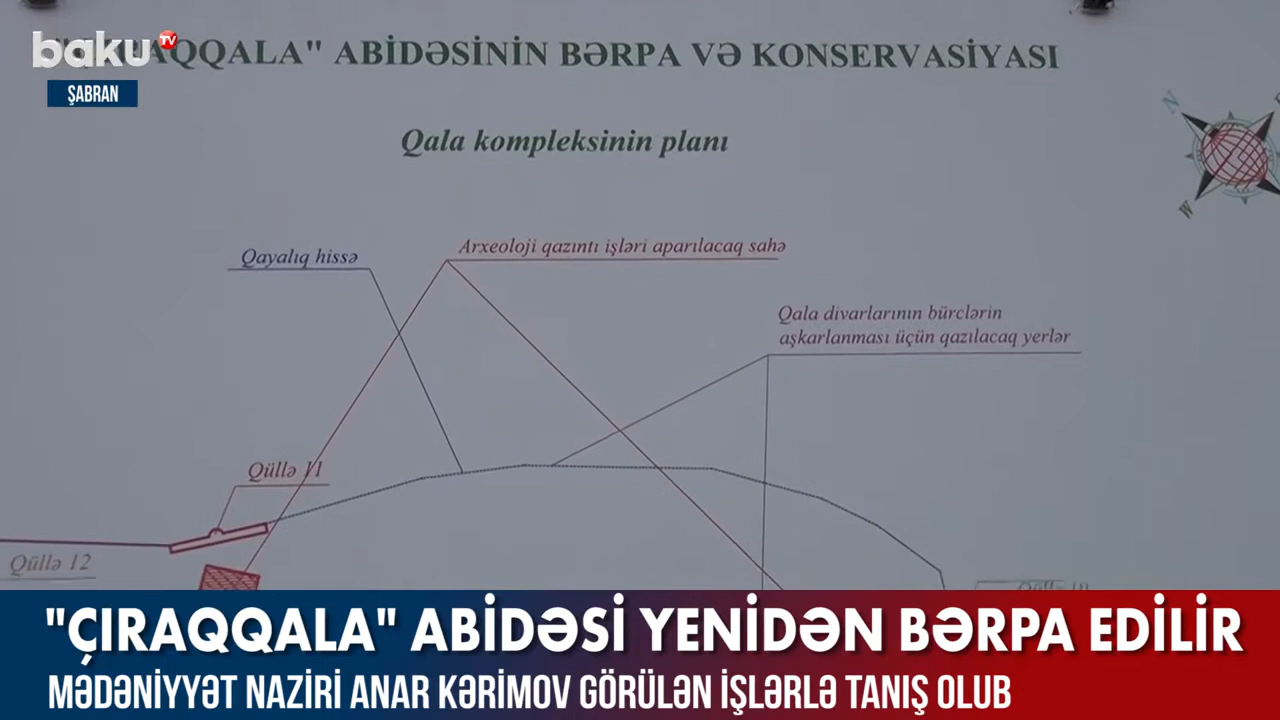 baku TV
"ÇIRAQQALA" ABİDƏSİNİN BƏRPA VƏ KONSERVASİYASI
ŞABRAN
Qala kompleksinin planı
N
W
Qayalıq hissə
Arxeoloji qazıntı işləri aparılacaq sahə
Qala divarlarının bürclərin
aşkarlanması üçün qazılacaq yerlər
Qüllə 11
Qüllə 12
Qüllə
"ÇIRAQQALA" ABİDƏSİ YENİDƏN BƏRPA EDİLİR
MƏDƏNİYYƏT NAZİRİ ANAR KƏRİMOV GÖRÜLƏN İŞLƏRLƏ TANIŞ OLUB